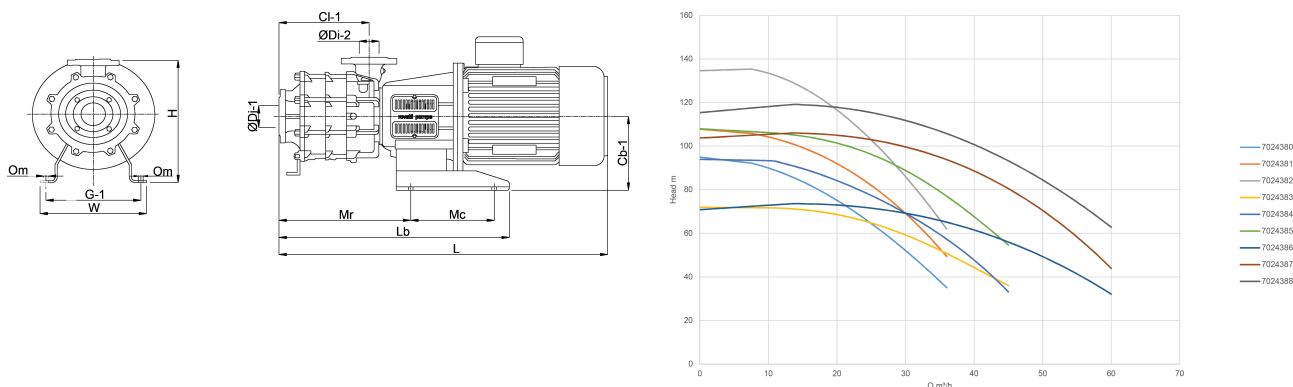 Cl-1
ØDi-2
ØDi-1
H
Cb-1
rovatti pompe
Om
Om
G-1
W
Mr
Mc
Lb
L
160
140
120
100
80
60
40
20
0
Head m
0 10 20 30 40 50 60 70
Q m³/h
7024380
7024381
7024382
7024383
7024384
7024385
7024386
7024387
7024388